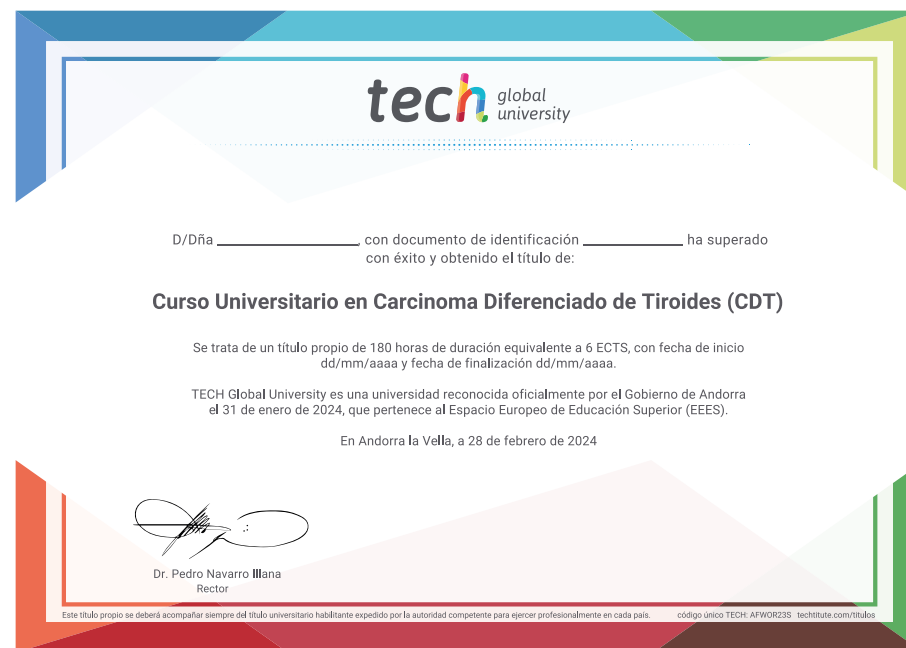 tech global university
D/Dña ____________, con documento de identificación ____________ ha superado
con éxito y obtenido el título de:
Curso Universitario en Carcinoma Diferenciado de Tiroides (CDT)
Se trata de un título propio de 180 horas de duración equivalente a 6 ECTS, con fecha de inicio
dd/mm/aaaa y fecha de finalización dd/mm/aaaa.
TECH Global University es una universidad reconocida oficialmente por el Gobierno de Andorra
el 31 de enero de 2024, que pertenece al Espacio Europeo de Educación Superior (EEES).
En Andorra la Vella, a 28 de febrero de 2024
Dr. Pedro Navarro Illana
Rector
Este título propio se deberá acompañar siempre del título universitario habilitante expedido por la autoridad competente para ejercer profesionalmente en cada país. código único TECH: AFWOR23S techtitute.com/títulos